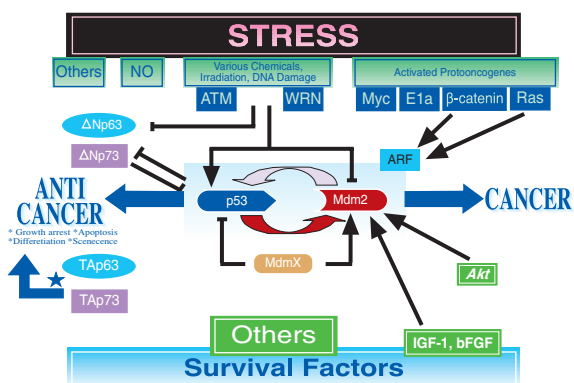 STRESS
Others
NO
Various Chemicals,
Irradiation, DNA Damage
Activated Protooncogenes
ATM
WRN
Myc
E1a
β-catenin
Ras
ΔNp63
ΔNp73
ARF
ANTI
CANCER
* Growth arrest *Apoptosis
*Differetiation *Scenecence
p53
Mdm2
CANCER
MdmX
TAp63
TAp73
Akt
Others
IGF-1, bFGF
Survival Factors